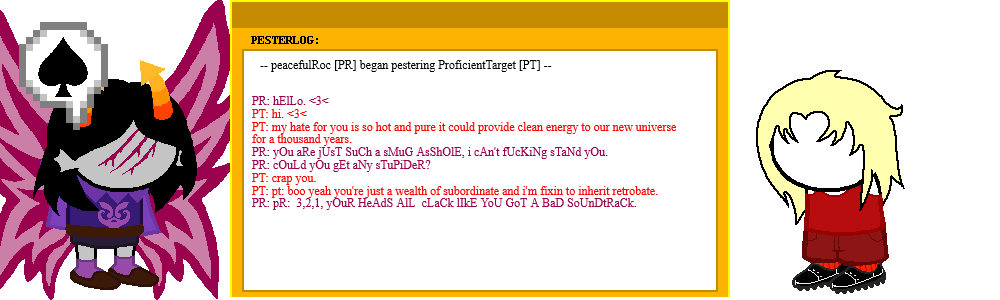 PESTERLOG:
-- peacefulRoc [PR] began pestering ProficientTarget [PT] --
PR: hElLo. <3<
PT: hi. <3<
PT: my hate for you is so hot and pure it could provide clean energy to our new universe
for a thousand years.
PR: yOu aRe jUsT SuCh a sMuG AsShOlE, i cAn't fUcKiNg sTaNd yOu.
PR: cOuLd yOu gEt aNy sTuPiDeR?
PT: crap you.
PT: pt: boo yeah you're just a wealth of subordinate and i'm fixin to inherit retrobate.
PR: pR:  3,2,1, yOuR HeAdS AlL  cLaCk lIkE YoU GoT A BaD SoUnDtRaCk.